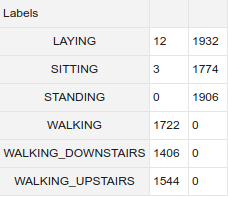 Labels
LAYING 12 1932
SITTING 3 1774
STANDING 0 1906
WALKING 1722 0
WALKING_DOWNSTAIRS 1406 0
WALKING_UPSTAIRS 1544 0